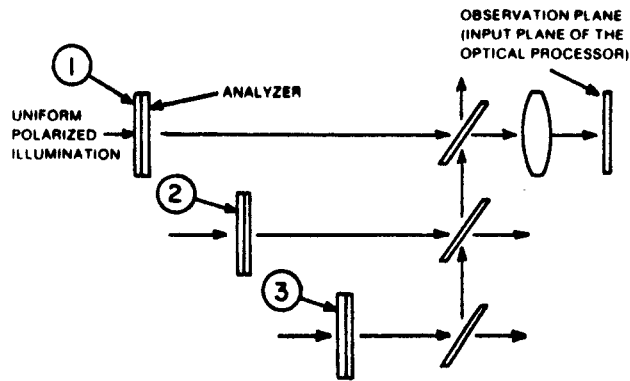 OBSERVATION PLANE
(INPUT PLANE OF THE
OPTICAL PROCESSOR)
1
ANALYZER
UNIFORM
POLARIZED
ILLUMINATION
2
3